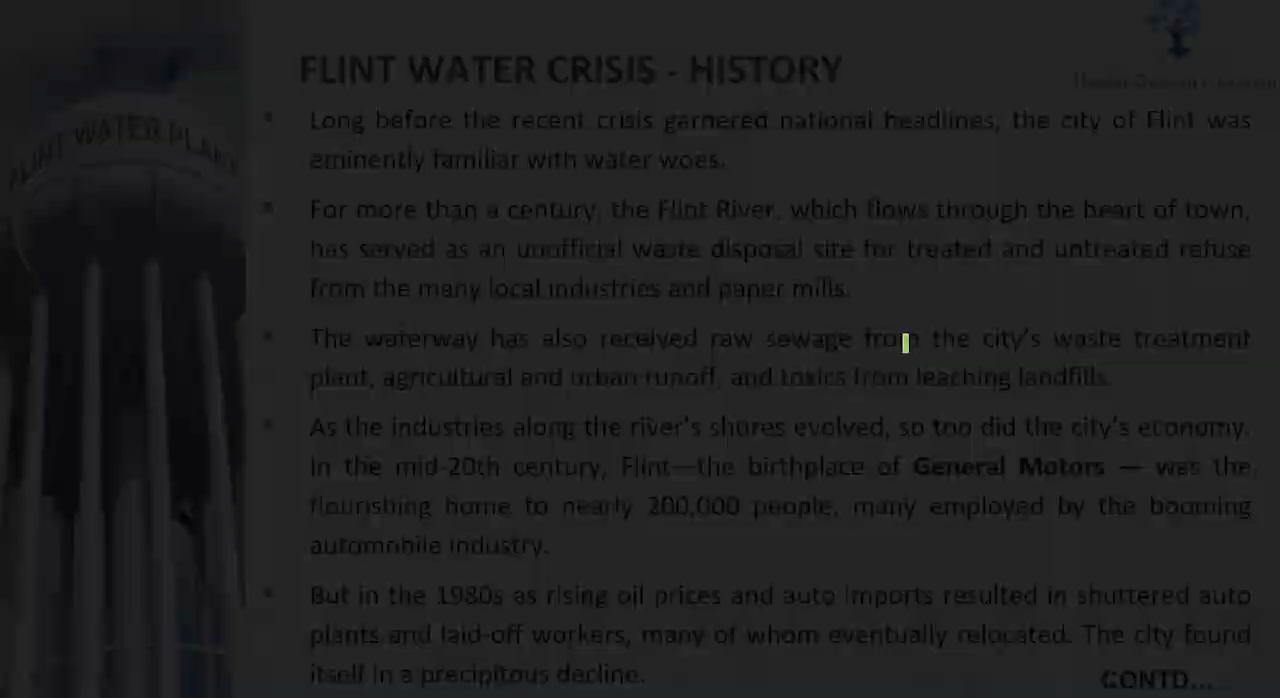 FLINT WATER PLANT
FLINT WATER CRISIS - HISTORY
Long before the recent crisis garnered national headlines, the city of Flint was
eminently familiar with water woes.
For more than a century, the Flint River, which flows through the heart of town,
has served as an unofficial waste disposal site for treated and untreated refuse
from the many local industries and paper mills.
The waterway has also received raw sewage from the city's waste treatment
plant, agricultural and urban runoff, and toxics from leaching landfills.
As the industries along the river's shores evolved, so too did the city's economy.
In the mid-20th century, Flint—the birthplace of General Motors — was the
flourishing home to nearly 200,000 people, many employed by the booming
automobile industry.
But in the 1980s as rising oil prices and auto imports resulted in shuttered auto
plants and laid-off workers, many of whom eventually relocated. The city found
itself in a precipitous decline.
CONTD...